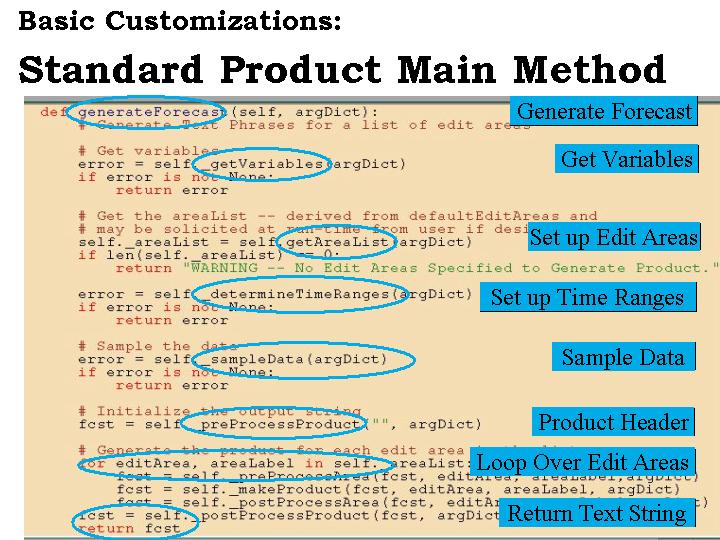 Basic Customizations:
Standard Product Main Method
def generateForecast(self, argDict):
Generate Forecast
# Generate Text Phrases for a list of edit areas
# Get variables
error = self._getVariables(argDict)
Get Variables
if error is not None:
return error
# Get the areaList -- derived from defaultEditAreas and
# may be solicited at run-time from user if desi
self._areaList = self.getAreaList(argDict)
Set up Edit Areas
if len(self._areaList) == 0:
return "WARNING -- No Edit Areas Specified to Generate Product."
error = self._determineTimeRanges(argDict)
Set up Time Ranges
if error is not None:
return error
# Sample the data
error = self._sampleData(argDict)
Sample Data
if error is not None:
return error
# Initialize the output string
fcst = self._preProcessProduct("", argDict)
Product Header
# Generate the product for each edit area in the
for editArea, areaLabel in self._areaList:
Loop Over Edit Areas
fcst = self._preProcessArea(fcst, editArea, areaLabel,argDict)
fcst = self._makeProduct(fcst, editArea, areaLabel, argDict)
fcst = self._postProcessArea(fcst, editArea,
fcst = self._postProcessProduct(fcst, argDict
Return Text String
return fcst